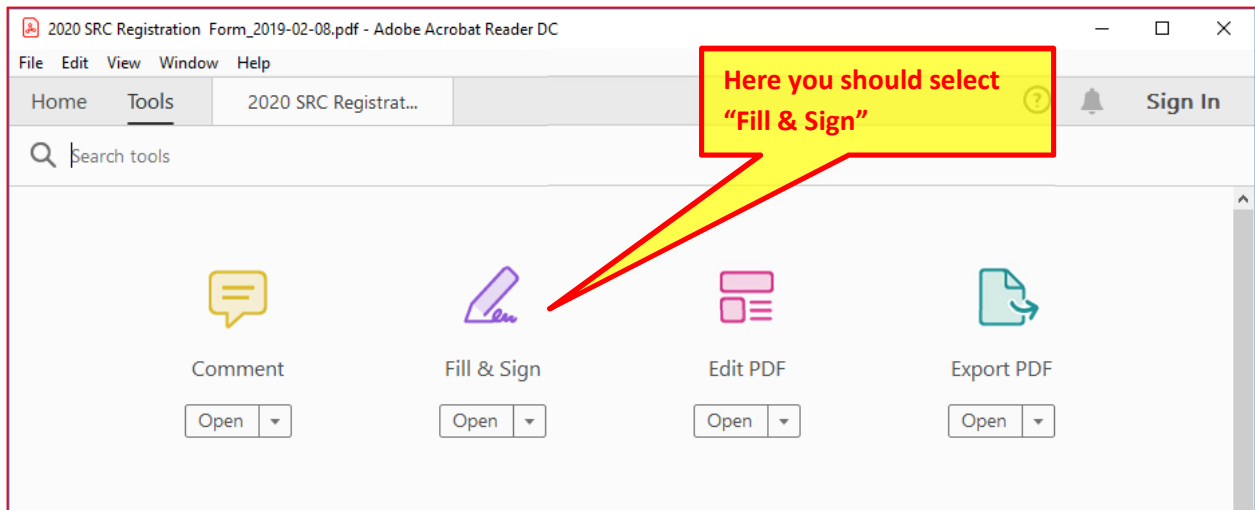 2020 SRC Registration Form_2019-02-08.pdf - Adobe Acrobat Reader DC
File Edit View Window Help
Home Tools 2020 SRC Registrat... Sign In
Here you should select
“Fill & Sign”
Search tools
Comment Fill & Sign Edit PDF Export PDF
Open Open Open Open